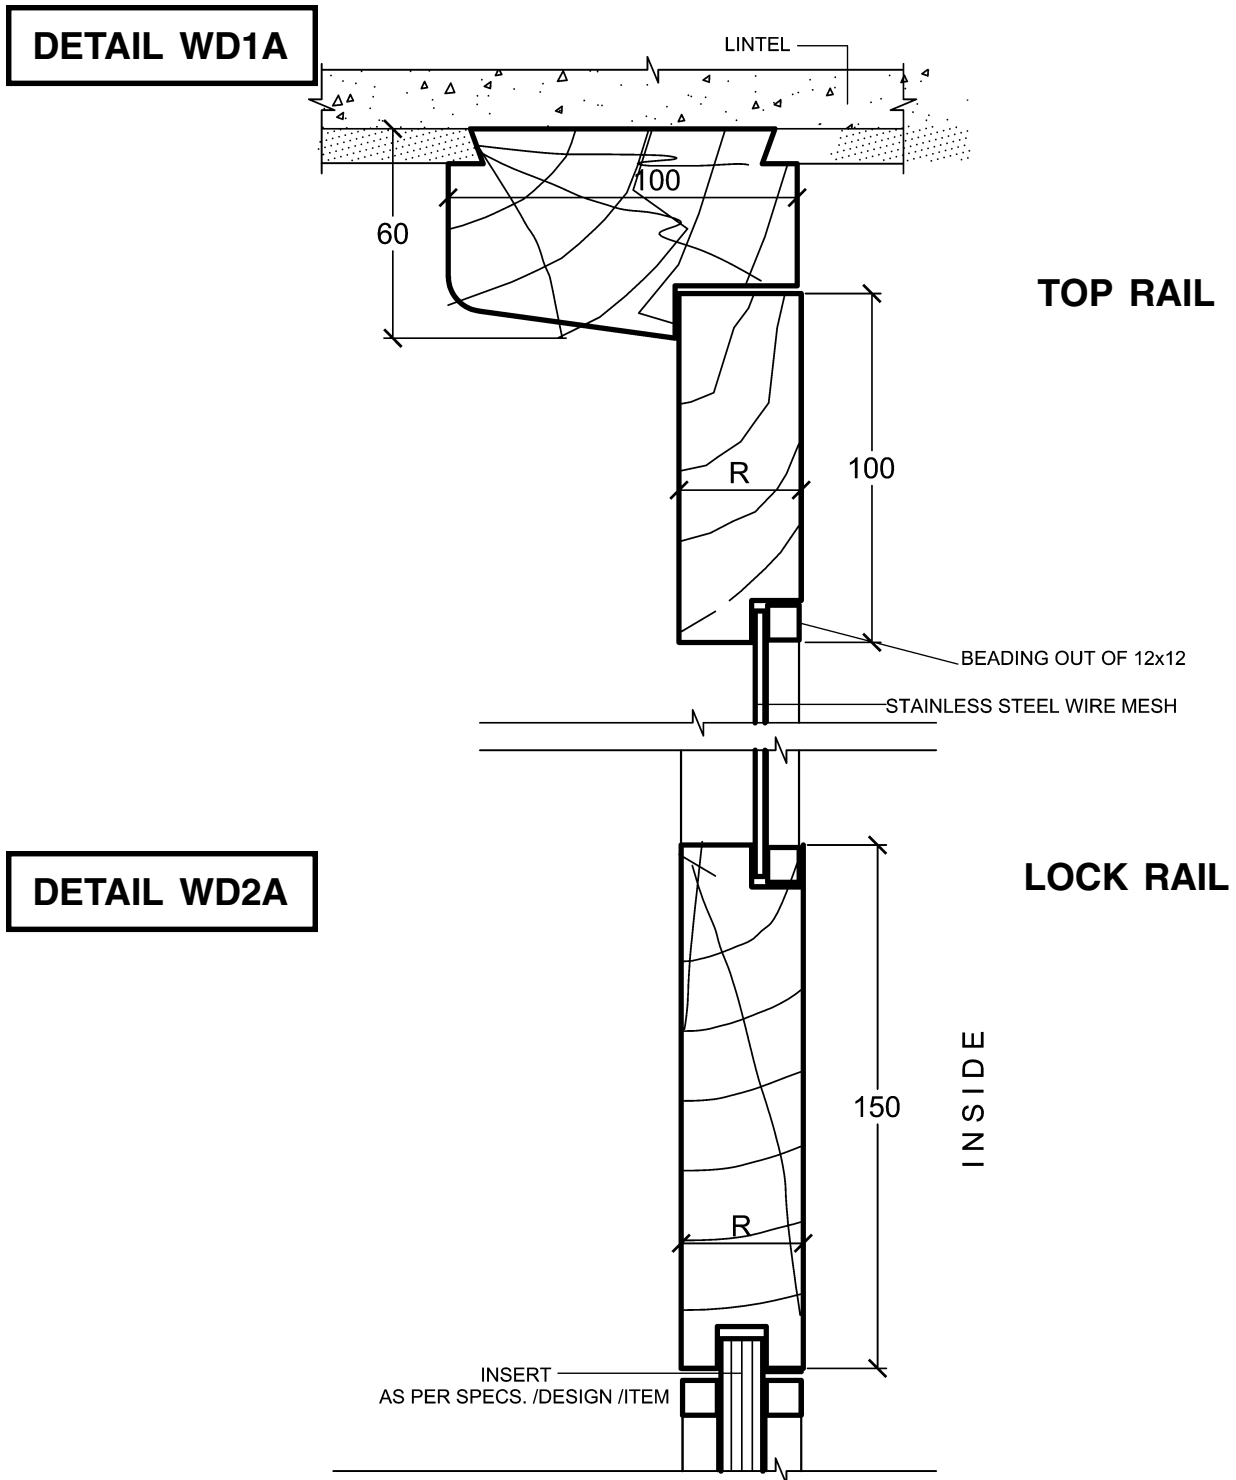 DETAIL WD1A
LINTEL
100
60
TOP RAIL
R
100
BEADING OUT OF 12x12
STAINLESS STEEL WIRE MESH
DETAIL WD2A
LOCK RAIL
INSIDE
150
R
INSERT
AS PER SPECS. /DESIGN /ITEM